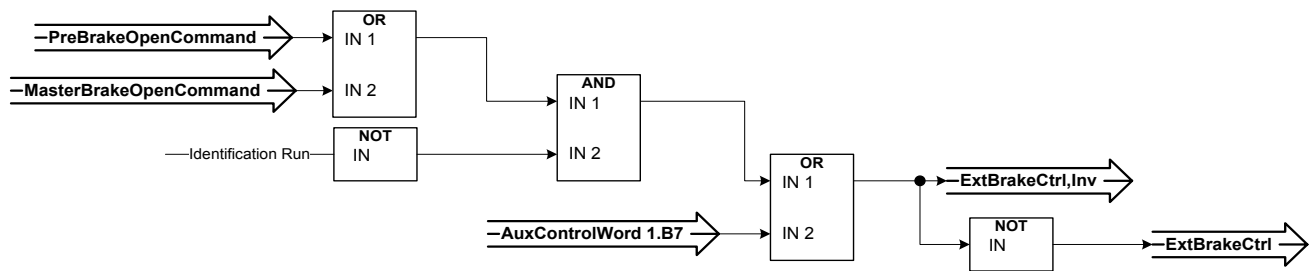 OR
PreBrakeOpenCommand
IN 1
MasterBrakeOpenCommand
IN 2
AND
IN 1
NOT
Identification Run
IN
IN 2
OR
IN 1
ExtBrakeCtrl,Inv
AuxControlWord 1.B7
IN 2
NOT
IN
ExtBrakeCtrl